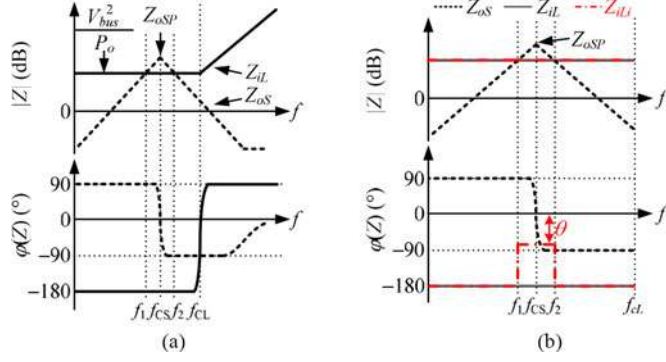 V_bus^2
P_o
Z_oSP
Z_iL
Z_oS
|Z| (dB)
0
f
φ(Z) (°)
90
0
−90
−180
f
f_1 f_CS f_2 f_CL
(a)
Z_oS Z_iL Z_iLi
Z_oSP
|Z| (dB)
0
f
φ(Z) (°)
90
0
−90
−180
θ
f
f_1 f_CS f_2 f_cL
(b)